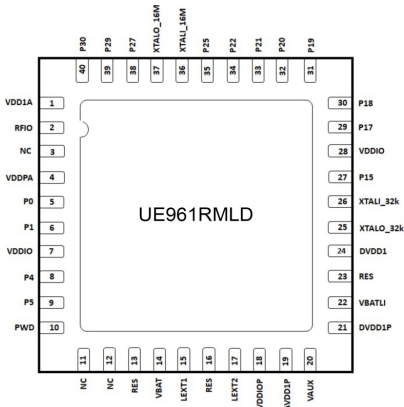 P30 P29 P27 XTALO_16M XTALI_16M P25 P22 P21 P20 P19
40 39 38 37 36 35 34 33 32 31
VDD1A 1
RFIO 2
NC 3
VDDPA 4
P0 5
P1 6
VDDIO 7
P4 8
P5 9
PWD 10
UE961RMLD
30 P18
29 P17
28 VDDIO
27 P15
26 XTALI_32k
25 XTALO_32k
24 DVDD1
23 RES
22 VBATLI
21 DVDD1P
11 12 13 14 15 16 17 18 19 20
NC NC RES VBAT LEXT1 RES LEXT2 VDDIOP AVDD1P VAUX